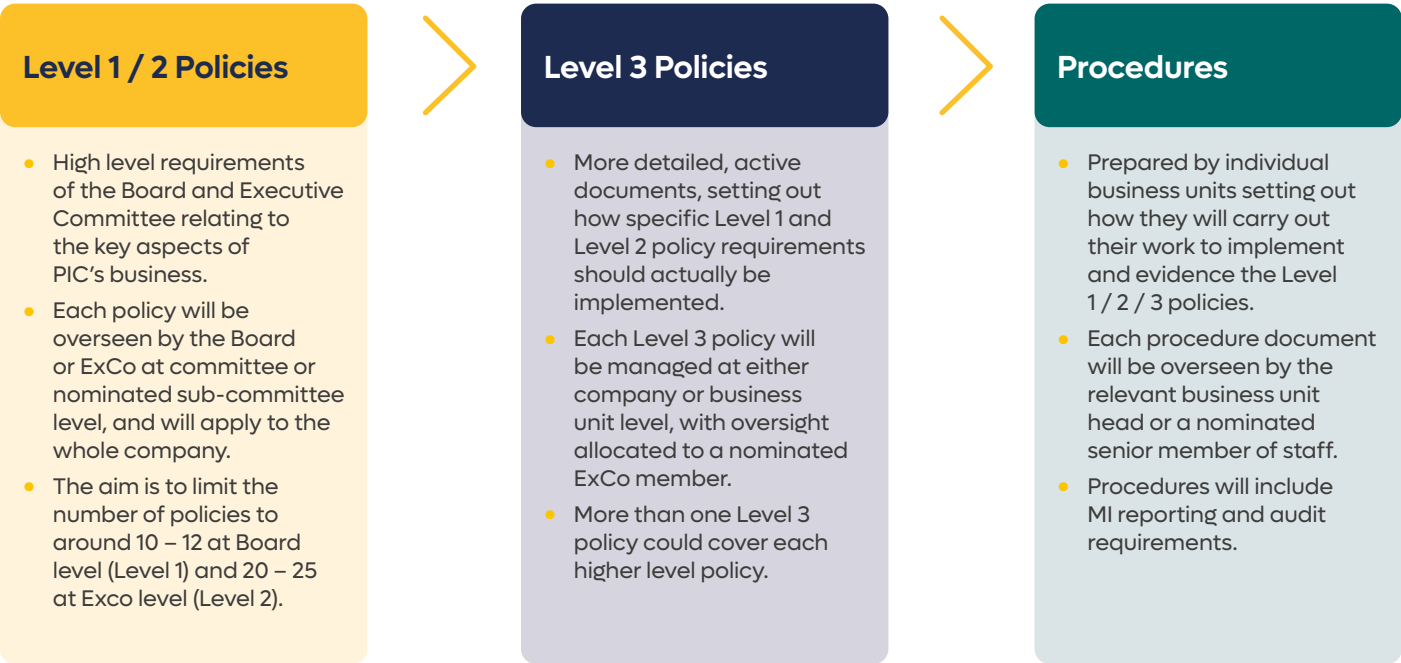 Level 1 / 2 Policies
• High level requirements
of the Board and Executive
Committee relating to
the key aspects of
PIC’s business.
• Each policy will be
overseen by the Board
or ExCo at committee or
nominated sub-committee
level, and will apply to the
whole company.
• The aim is to limit the
number of policies to
around 10 – 12 at Board
level (Level 1) and 20 – 25
at Exco level (Level 2).
Level 3 Policies
• More detailed, active
documents, setting out
how specific Level 1 and
Level 2 policy requirements
should actually be
implemented.
• Each Level 3 policy will
be managed at either
company or business
unit level, with oversight
allocated to a nominated
ExCo member.
• More than one Level 3
policy could cover each
higher level policy.
Procedures
• Prepared by individual
business units setting out
how they will carry out
their work to implement
and evidence the Level
1 / 2 / 3 policies.
• Each procedure document
will be overseen by the
relevant business unit
head or a nominated
senior member of staff.
• Procedures will include
MI reporting and audit
requirements.